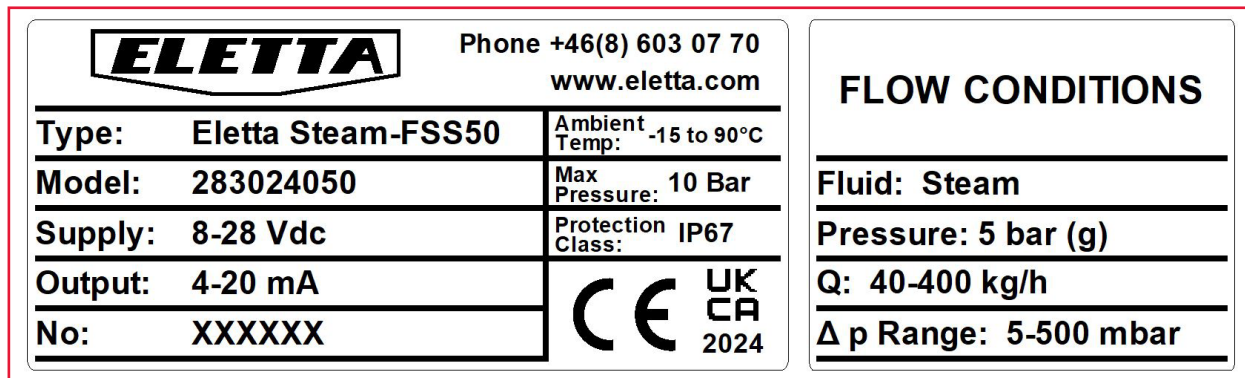 ELETTA
Phone +46(8) 603 07 70
www.eletta.com
Type: Eletta Steam-FSS50
Ambient Temp: -15 to 90°C
Model: 283024050
Max Pressure: 10 Bar
Supply: 8-28 Vdc
Protection Class: IP67
Output: 4-20 mA
No: XXXXXX
CE
UK
CA
2024
FLOW CONDITIONS
Fluid: Steam
Pressure: 5 bar (g)
Q: 40-400 kg/h
Δ p Range: 5-500 mbar